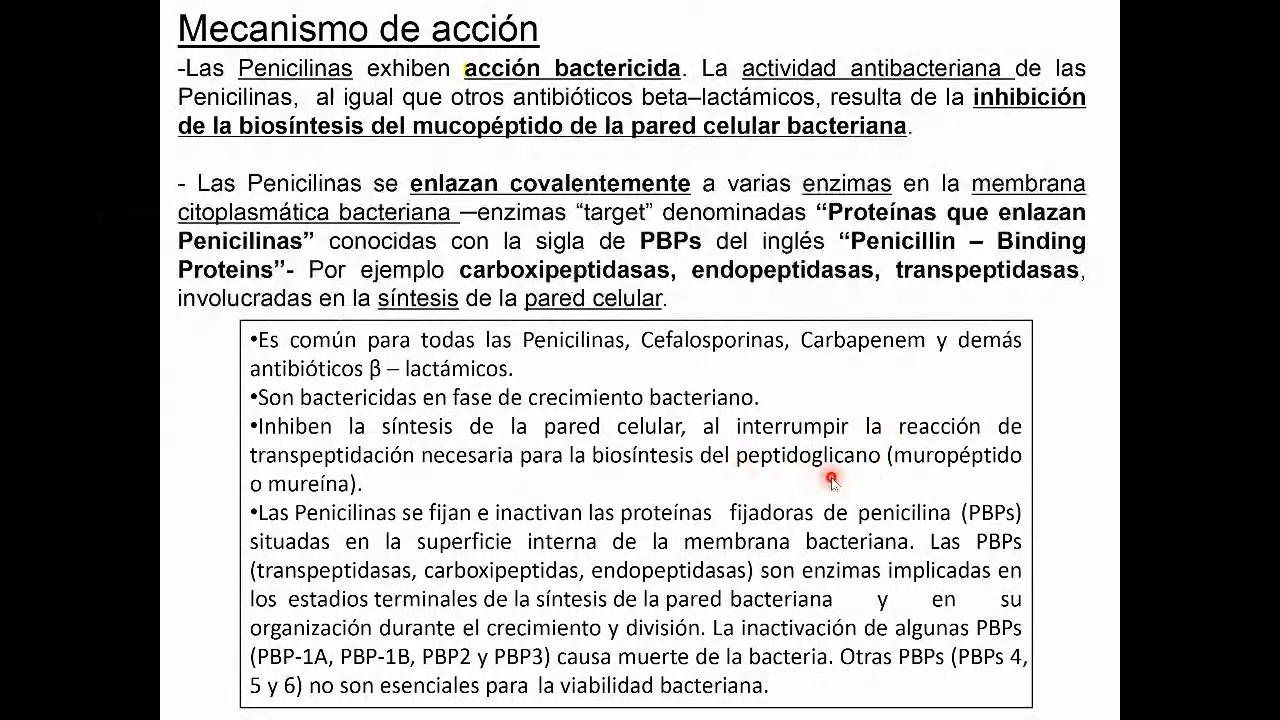 Mecanismo de acción
-Las Penicilinas exhiben acción bactericida. La actividad antibacteriana de las
Penicilinas, al igual que otros antibióticos beta–lactámicos, resulta de la inhibición
de la biosíntesis del mucopéptido de la pared celular bacteriana.
- Las Penicilinas se enlazan covalentemente a varias enzimas en la membrana
citoplasmática bacteriana —enzimas “target” denominadas “Proteínas que enlazan
Penicilinas” conocidas con la sigla de PBPs del inglés “Penicillin – Binding
Proteins”- Por ejemplo carboxipeptidasas, endopeptidasas, transpeptidasas,
involucradas en la síntesis de la pared celular.
•Es común para todas las Penicilinas, Cefalosporinas, Carbapenem y demás
antibióticos β – lactámicos.
•Son bactericidas en fase de crecimiento bacteriano.
•Inhiben la síntesis de la pared celular, al interrumpir la reacción de
transpeptidación necesaria para la biosíntesis del peptidoglicano (muropéptido
o mureína).
•Las Penicilinas se fijan e inactivan las proteínas fijadoras de penicilina (PBPs)
situadas en la superficie interna de la membrana bacteriana. Las PBPs
(transpeptidasas, carboxipeptidas, endopeptidasas) son enzimas implicadas en
los estadios terminales de la síntesis de la pared bacteriana y en su
organización durante el crecimiento y división. La inactivación de algunas PBPs
(PBP-1A, PBP-1B, PBP2 y PBP3) causa muerte de la bacteria. Otras PBPs (PBPs 4,
5 y 6) no son esenciales para la viabilidad bacteriana.